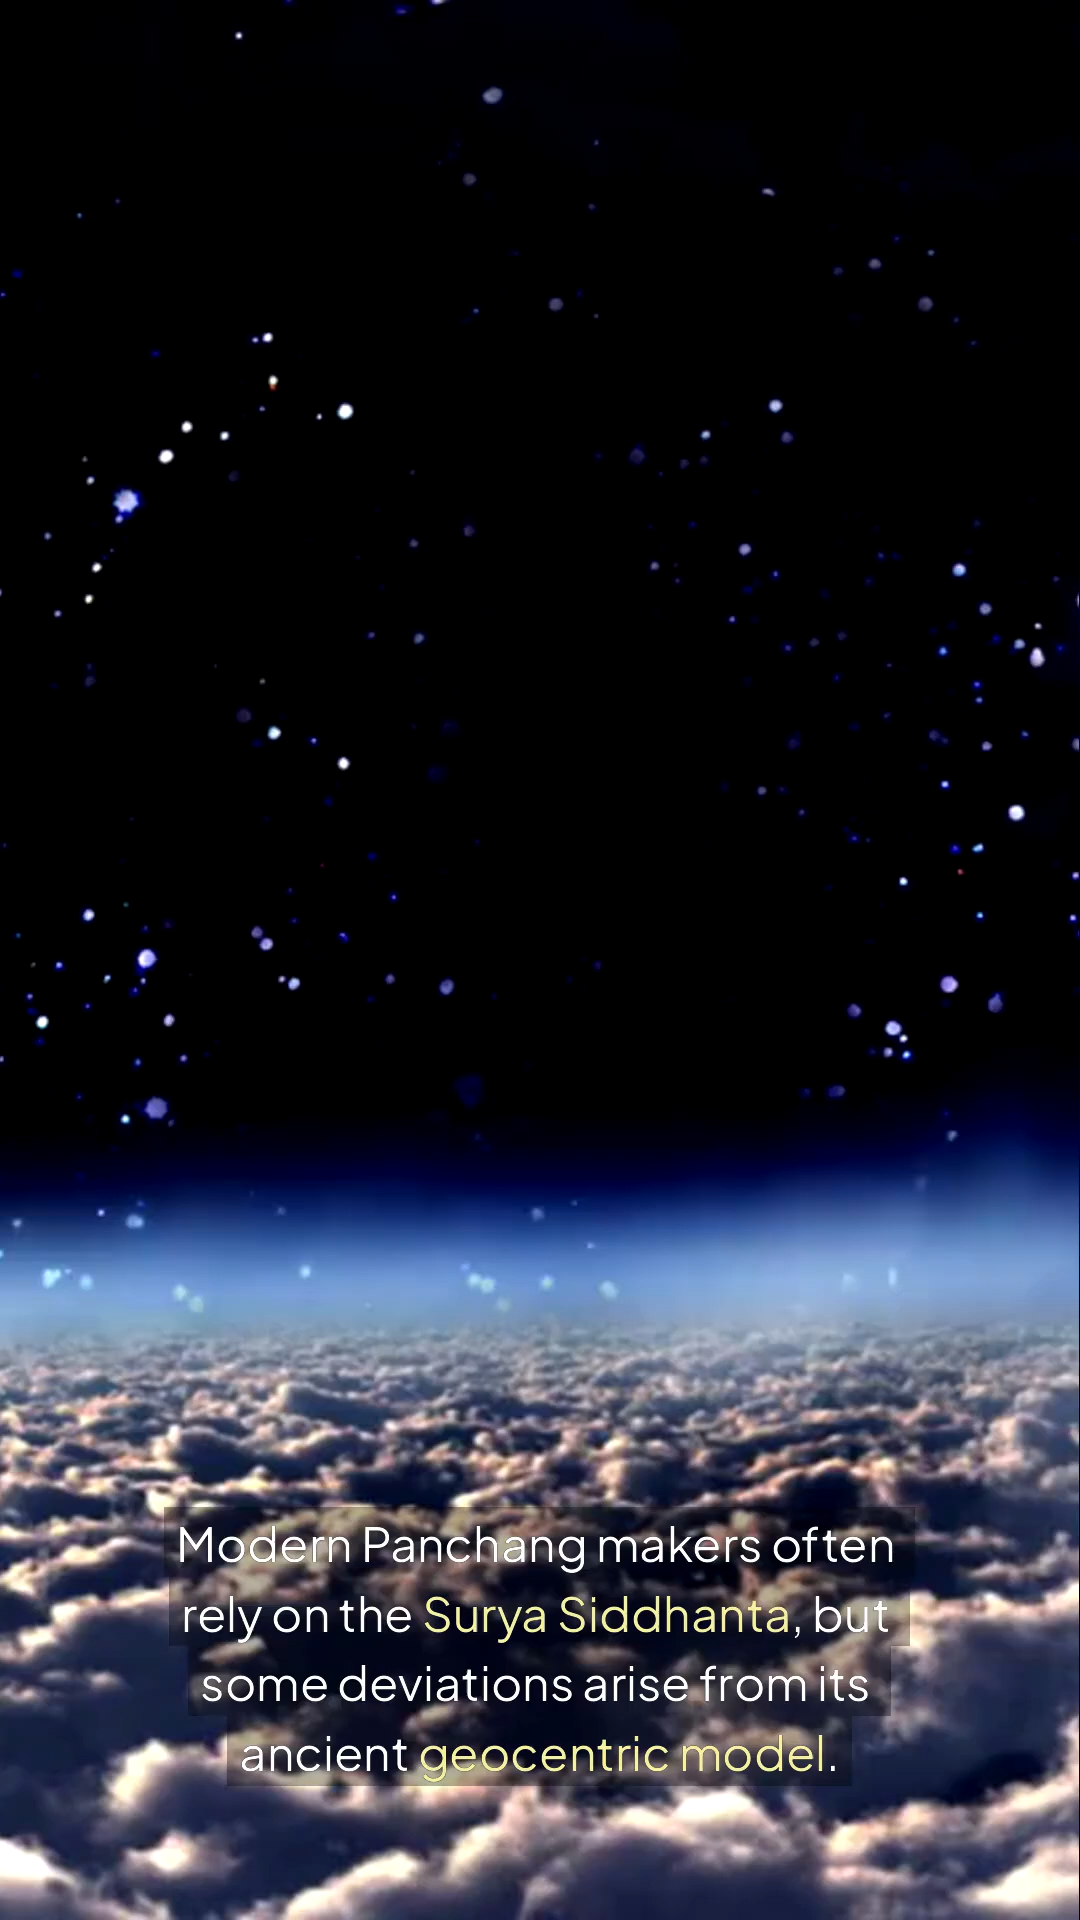 Modern Panchang makers often
rely on the Surya Siddhanta, but
some deviations arise from its
ancient geocentric model.